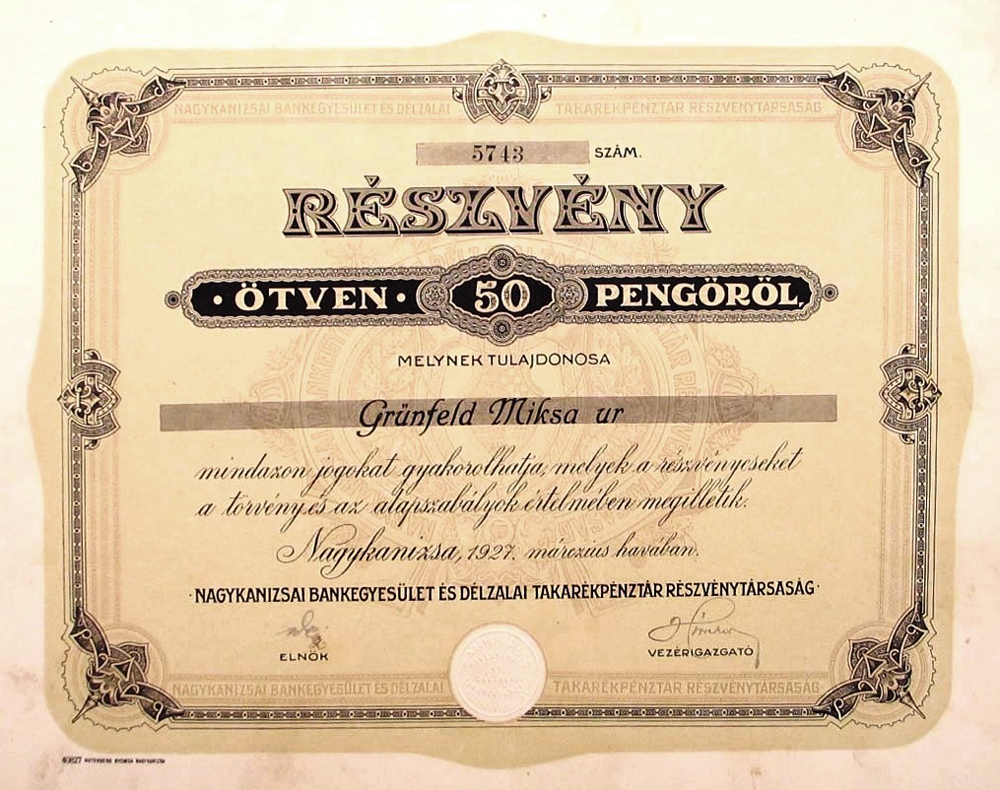 NAGYKANIZSAI BANKEGYESÜLET ÉS DÉLZALAI TAKARÉKPÉNZTÁR RÉSZVÉNYTÁRSASÁG
5743 SZÁM.
RÉSZVÉNY
· ÖTVEN · 50 PENGŐRŐL,
MELYNEK TULAJDONOSA
Grünfeld Miksa ur
mindazon jogokat gyakorolhatja, melyek a részvényeseket
a törvény és az alapszabályok értelmében megilletik.
Nagykanizsa, 1927. márczius havában.
· NAGYKANIZSAI BANKEGYESÜLET ÉS DÉLZALAI TAKARÉKPÉNZTÁR RÉSZVÉNYTÁRSASÁG ·
ELNÖK
VEZÉRIGAZGATÓ
NAGYKANIZSAI BANKEGYESÜLET ÉS DÉLZALAI TAKARÉKPÉNZTÁR RÉSZVÉNYTÁRSASÁG
NYOMDA NAGYKANIZSA